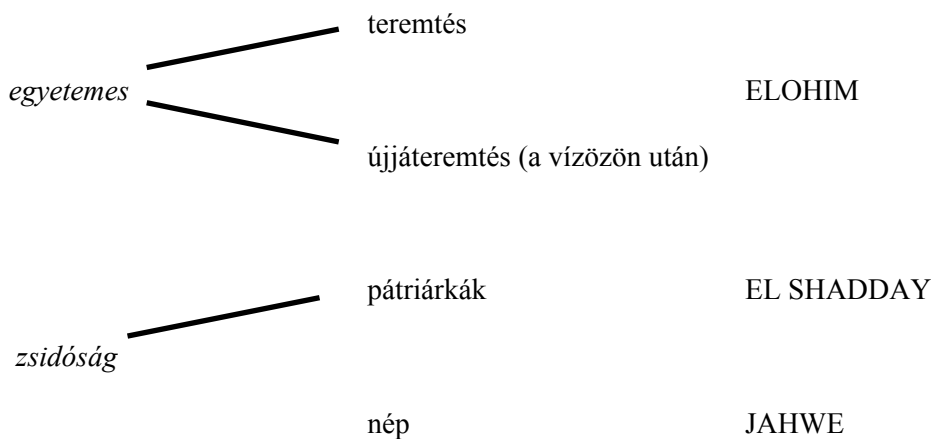 teremtés
egyetemes ELOHIM
újjáteremtés (a vízözön után)
pátriárkák EL SHADDAY
zsidóság
nép JAHWE